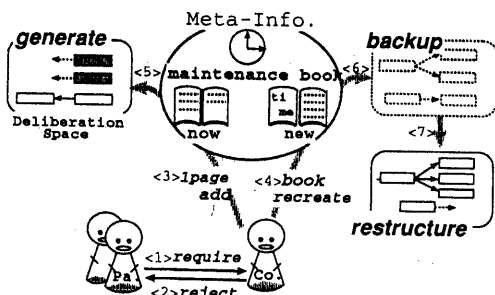 Meta-Info.
generate
backup
<5>
maintenance book
<6>
ti
me
now
new
Deliberation
Space
<7>
<3>1page
add
<4>book
recreate
restructure
<1>require
Pa.
Co.
<2>reject